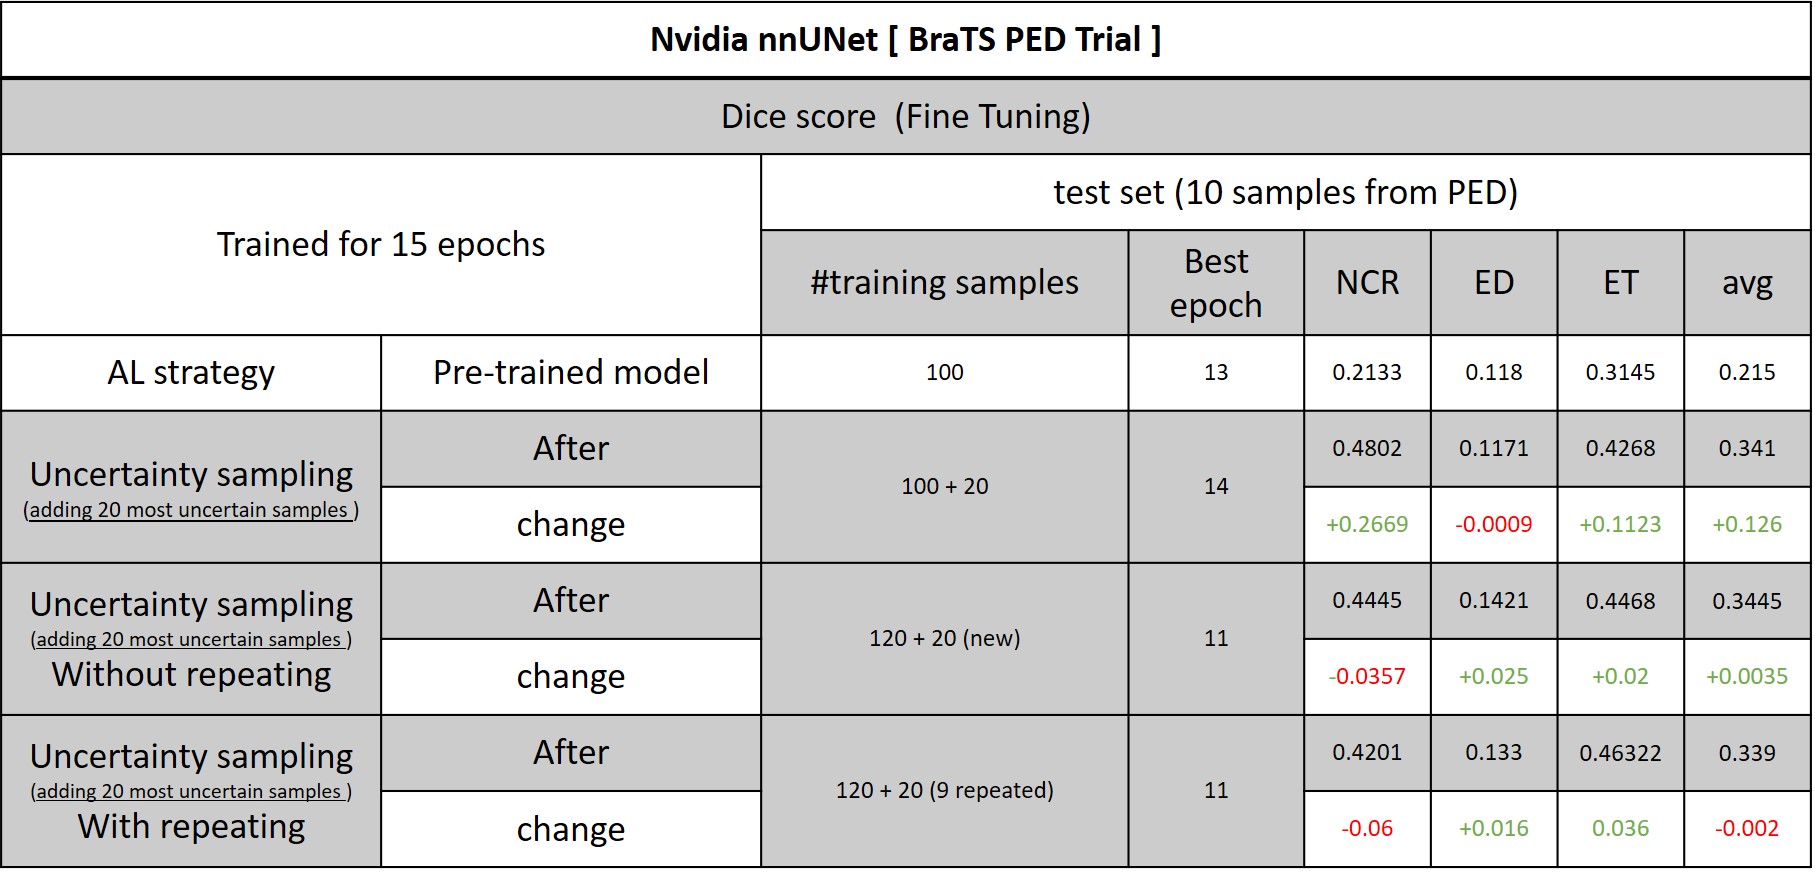 Nvidia nnUNet [ BraTS PED Trial ]
Dice score (Fine Tuning)
Trained for 15 epochs
test set (10 samples from PED)
#training samples
Best
epoch
NCR
ED
ET
avg
AL strategy
Pre-trained model
100
13
0.2133
0.118
0.3145
0.215
Uncertainty sampling
(adding 20 most uncertain samples )
After
100 + 20
14
0.4802
0.1171
0.4268
0.341
change
+0.2669
-0.0009
+0.1123
+0.126
Uncertainty sampling
(adding 20 most uncertain samples )
Without repeating
After
120 + 20 (new)
11
0.4445
0.1421
0.4468
0.3445
change
-0.0357
+0.025
+0.02
+0.0035
Uncertainty sampling
(adding 20 most uncertain samples )
With repeating
After
120 + 20 (9 repeated)
11
0.4201
0.133
0.46322
0.339
change
-0.06
+0.016
0.036
-0.002